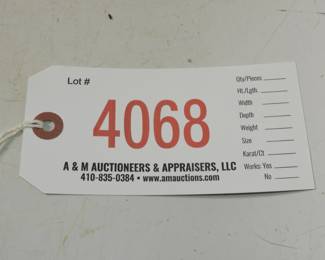 Lot #
4068
A & M AUCTIONEERS & APPRAISERS, LLC
410-835-0384 • www.amauctions.com
Qty/Pieces
Ht./Lgth.
Width
Depth
Weight
Size
Karat/Ct
Works: Yes
No